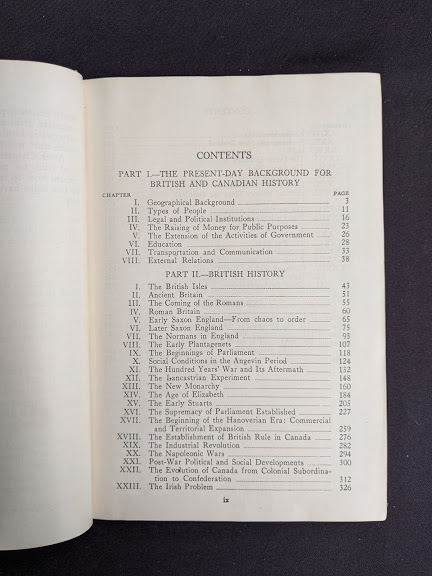 CONTENTS
PART I.—THE PRESENT-DAY BACKGROUND FOR
BRITISH AND CANADIAN HISTORY
CHAPTER PAGE
I. Geographical Background 3
II. Types of People 11
III. Legal and Political Institutions 16
IV. The Raising of Money for Public Purposes 23
V. The Extension of the Activities of Government 26
VI. Education 28
VII. Transportation and Communication 33
VIII. External Relations 38
PART II.—BRITISH HISTORY
I. The British Isles 43
II. Ancient Britain 51
III. The Coming of the Romans 55
IV. Roman Britain 60
V. Early Saxon England—From chaos to order 65
VI. Later Saxon England 75
VII. The Normans in England 93
VIII. The Early Plantagenets 107
IX. The Beginnings of Parliament 118
X. Social Conditions in the Angevin Period 124
XI. The Hundred Years' War and Its Aftermath 132
XII. The Lancastrian Experiment 148
XIII. The New Monarchy 160
XIV. The Age of Elizabeth 184
XV. The Early Stuarts 205
XVI. The Supremacy of Parliament Established 227
XVII. The Beginning of the Hanoverian Era: Commercial
and Territorial Expansion 259
XVIII. The Establishment of British Rule in Canada 276
XIX. The Industrial Revolution 282
XX. The Napoleonic Wars 294
XXI. Post-War Political and Social Developments 300
XXII. The Evolution of Canada from Colonial Subordina-
tion to Confederation 312
XXIII. The Irish Problem 326
ix